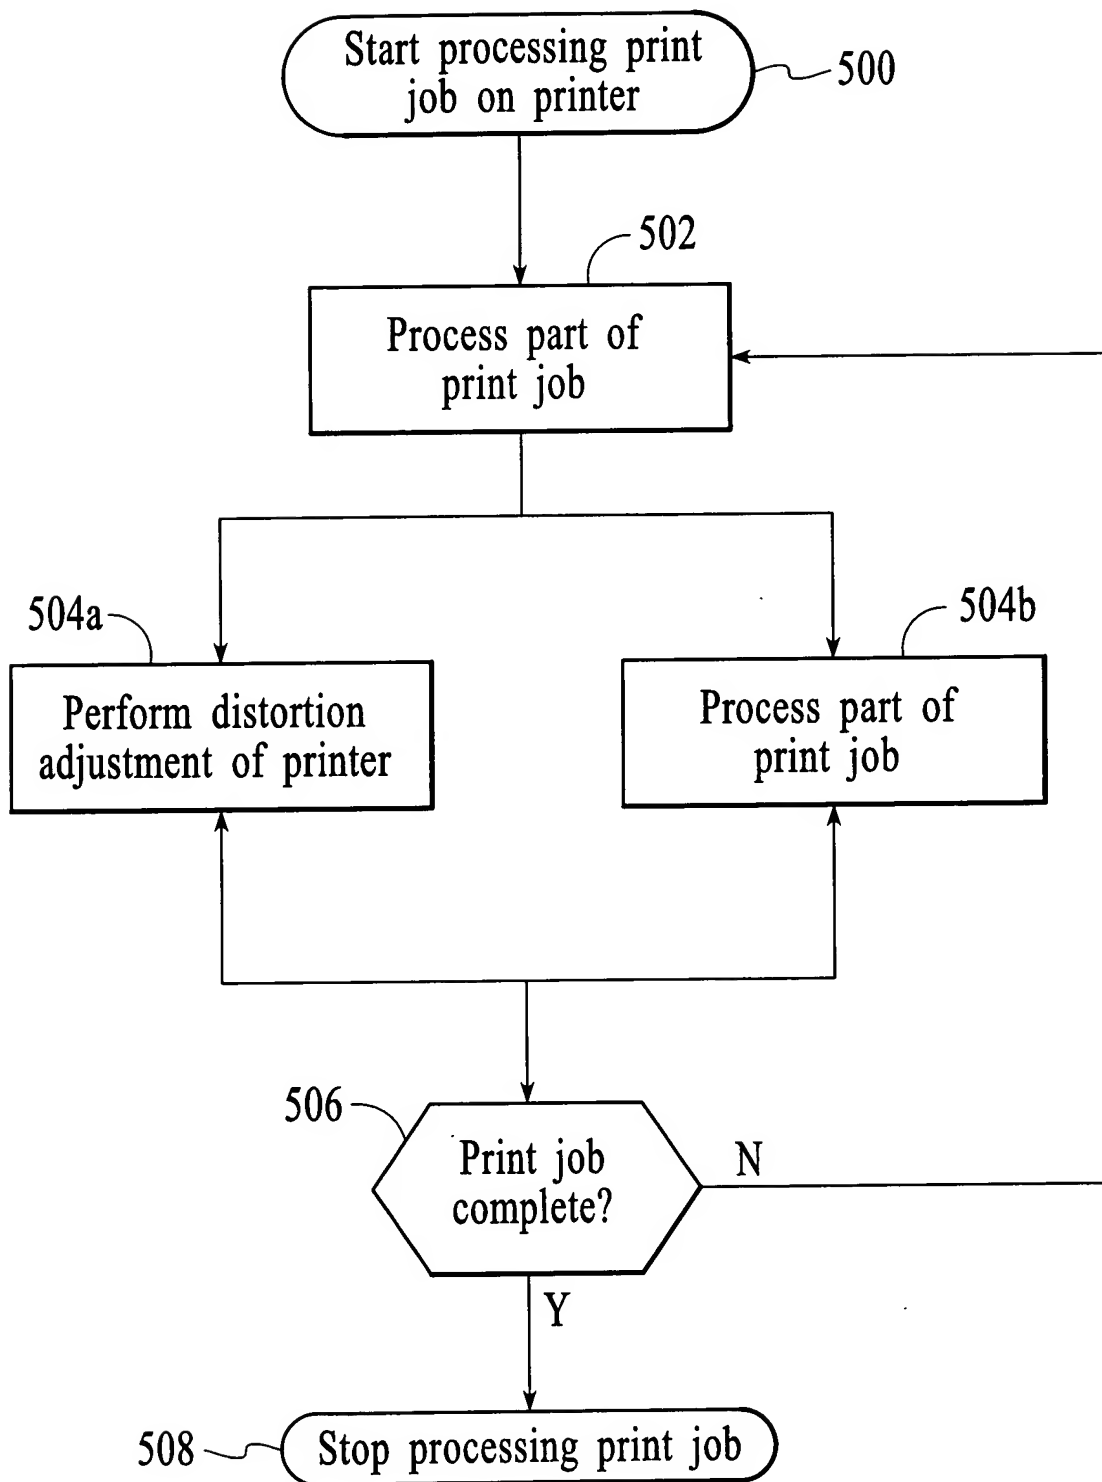 Start processing print
job on printer
500
502
Process part of
print job
504a
504b
Perform distortion
adjustment of printer
Process part of
print job
506
Print job
complete?
N
Y
508
Stop processing print job